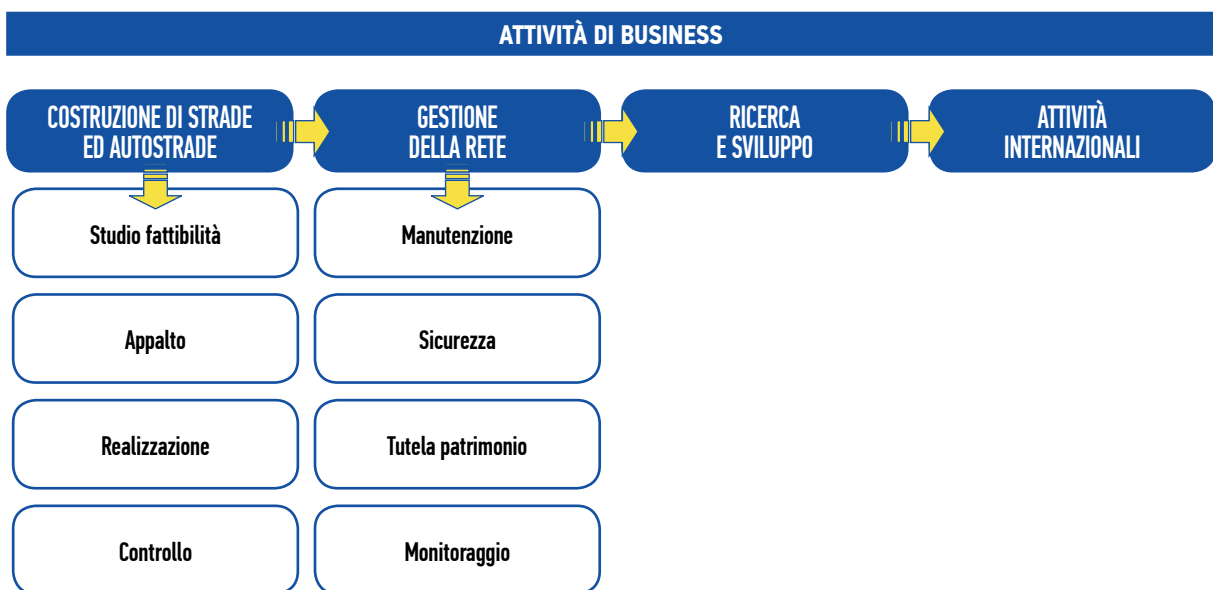 ATTIVITÀ DI BUSINESS
COSTRUZIONE DI STRADE
ED AUTOSTRADE
GESTIONE
DELLA RETE
RICERCA
E SVILUPPO
ATTIVITÀ
INTERNAZIONALI
Studio fattibilità
Manutenzione
Appalto
Sicurezza
Realizzazione
Tutela patrimonio
Controllo
Monitoraggio